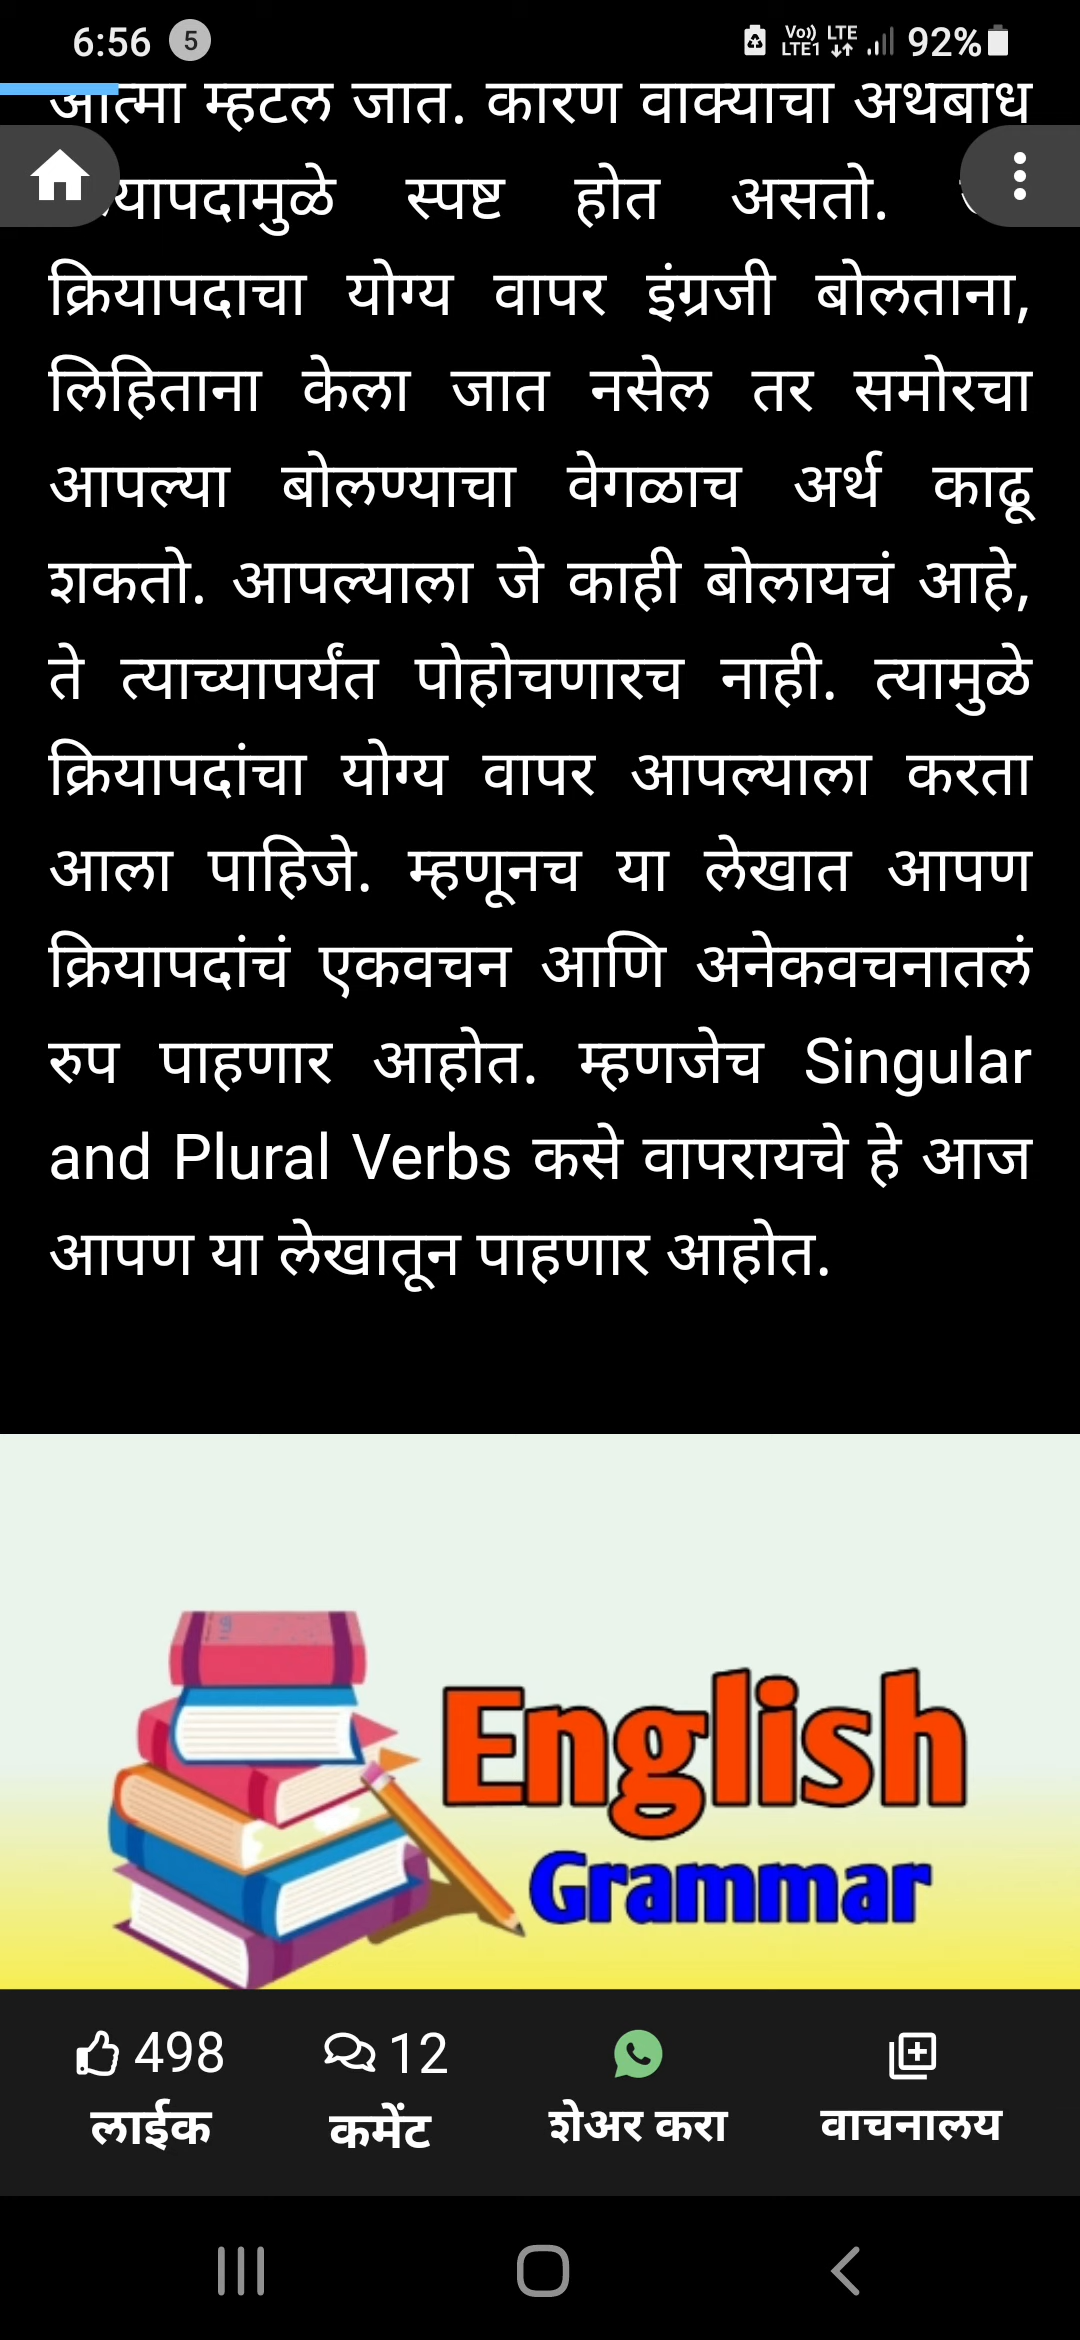 6:56 5 Vo)) LTE1 LTE 92%
आत्मा म्हटलं जातं. कारण वाक्याचा अर्थबोध
स्पष्ट होत असतो.
क्रियापदाचा योग्य वापर इंग्रजी बोलताना,
लिहिताना केला जात नसेल तर समोरचा
आपल्या बोलण्याचा वेगळाच अर्थ काढू
शकतो. आपल्याला जे काही बोलायचं आहे,
ते त्याच्यापर्यंत पोहोचणारच नाही. त्यामुळे
क्रियापदांचा योग्य वापर आपल्याला करता
आला पाहिजे. म्हणूनच या लेखात आपण
क्रियापदांचं एकवचन आणि अनेकवचनातलं
रुप पाहणार आहोत. म्हणजेच Singular
and Plural Verbs कसे वापरायचे हे आज
आपण या लेखातून पाहणार आहोत.
English
Grammar
498 12
लाईक कमेंट शेअर करा वाचनालय